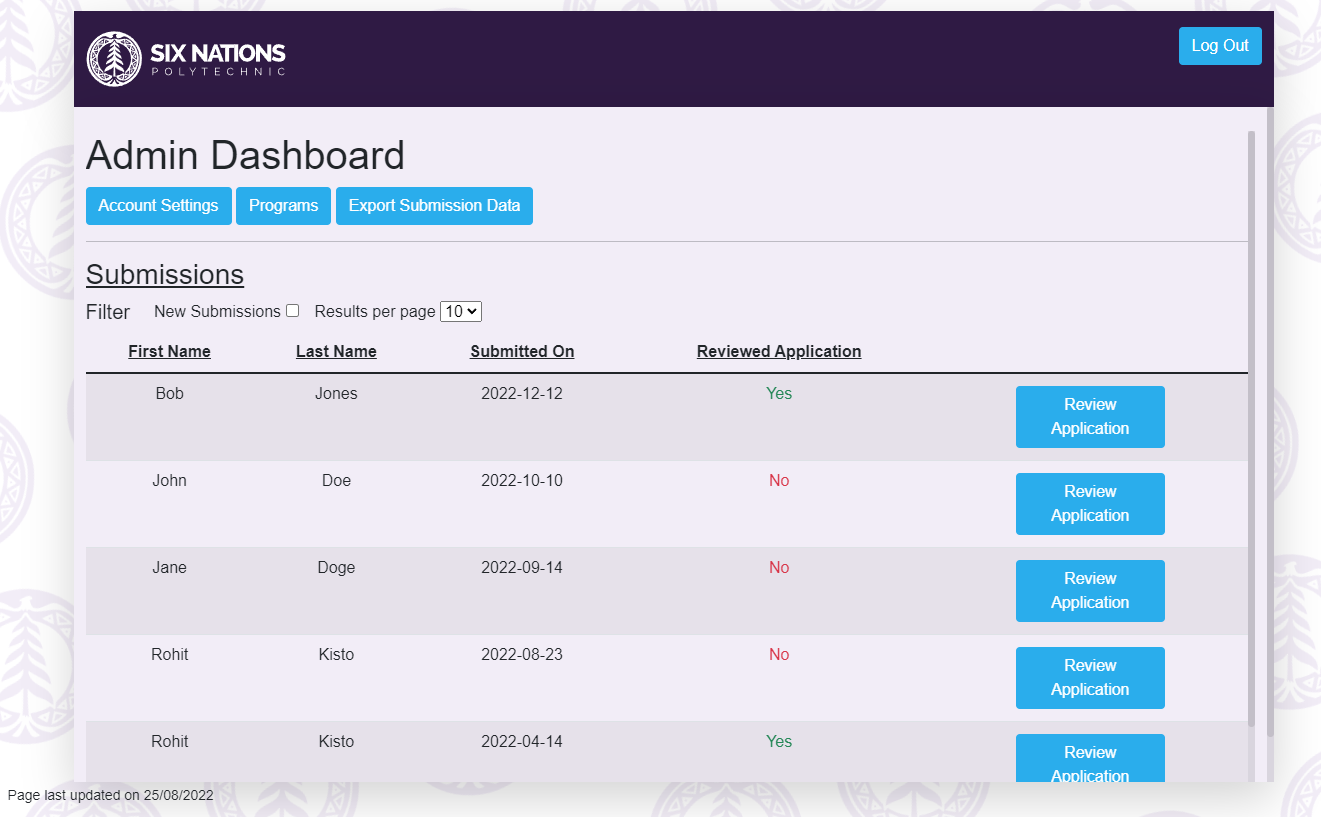 SIX NATIONS
POLYTECHNIC
Log Out
Admin Dashboard
Account Settings Programs Export Submission Data
Submissions
Filter New Submissions Results per page 10
First Name Last Name Submitted On Reviewed Application
Bob Jones 2022-12-12 Yes Review
Application
John Doe 2022-10-10 No Review
Application
Jane Doge 2022-09-14 No Review
Application
Rohit Kisto 2022-08-23 No Review
Application
Rohit Kisto 2022-04-14 Yes Review
Application
Page last updated on 25/08/2022